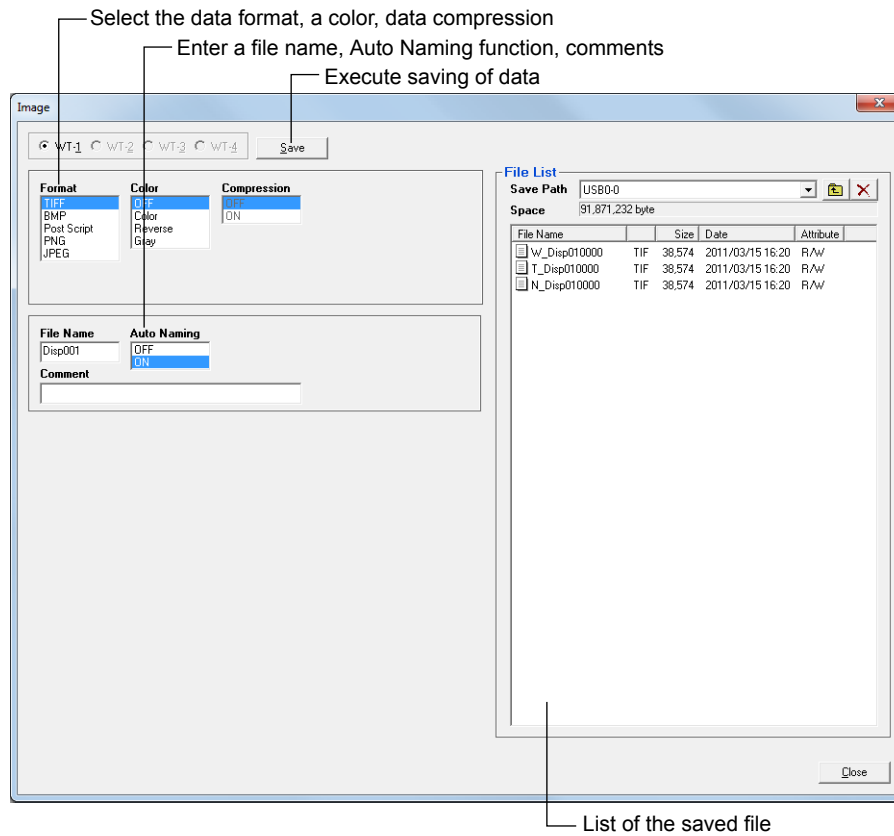 Select the data format, a color, data compression
Enter a file name, Auto Naming function, comments
Execute saving of data
Image
WT-1 WT-2 WT-3 WT-4 Save
File List
Format Color Compression
TIFF OFF OFF
BMP Color ON
Post Script Reverse
PNG Gray
JPEG
Save Path USB0-0
Space 91,871,232 byte
File Name Size Date Attribute
W_Disp010000 TIF 38,574 2011/03/15 16:20 R/W
T_Disp010000 TIF 38,574 2011/03/15 16:20 R/W
N_Disp010000 TIF 38,574 2011/03/15 16:20 R/W
File Name Auto Naming
Disp001 OFF
ON
Comment
Close
List of the saved file